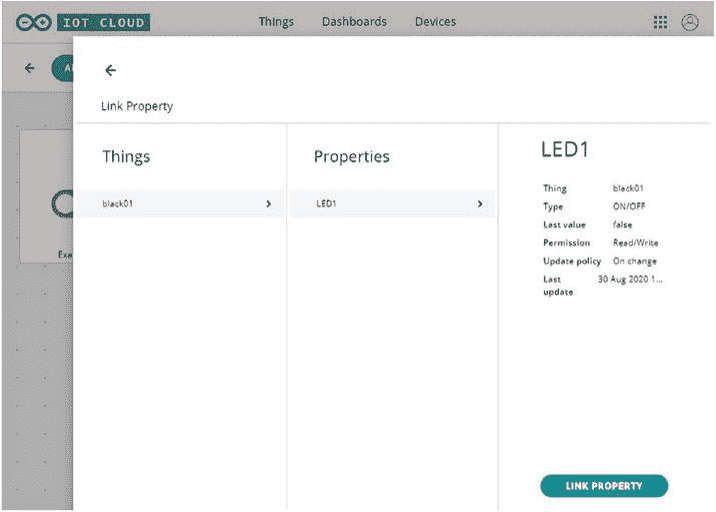 IOT CLOUD
Things Dashboards Devices
A
Link Property
Things
black01
Properties
LED1
LED1
Thing black01
Type ON/OFF
Last value false
Permission Read/Write
Update policy On change
Last update 30 Aug 2020 1...
Exa
LINK PROPERTY